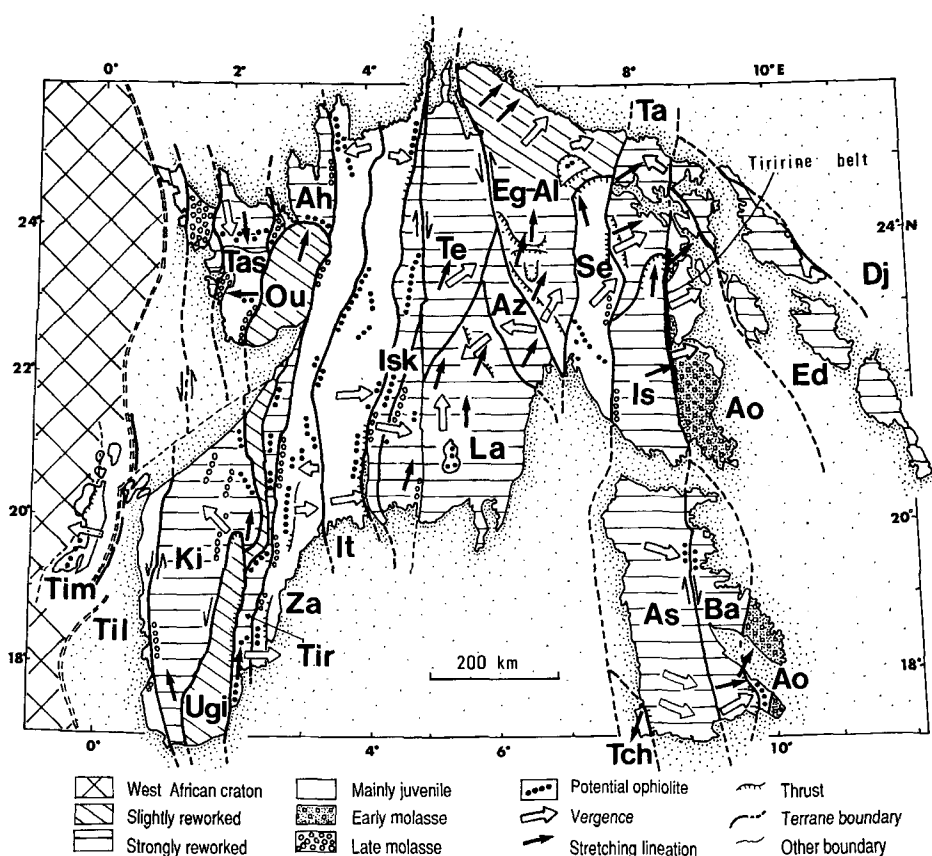 0° 2° 4° 6° 8° 10° E
Ta
Tiririne belt
24° 24° N
Ah Eg-Al
Tas Te Se Dj
Ou Az
22° 22°
Isk Is Ed
Ao
La
20° 20°
It
Ki
Tim Za As Ba
Til Tir
18° 18°
200 km
Ugi Ao
Tch
0° 2° 4° 6° 8° 10°
West African craton
Slightly reworked
Strongly reworked
Mainly juvenile
Early molasse
Late molasse
Potential ophiolite
Vergence
Stretching lineation
Thrust
Terrane boundary
Other boundary